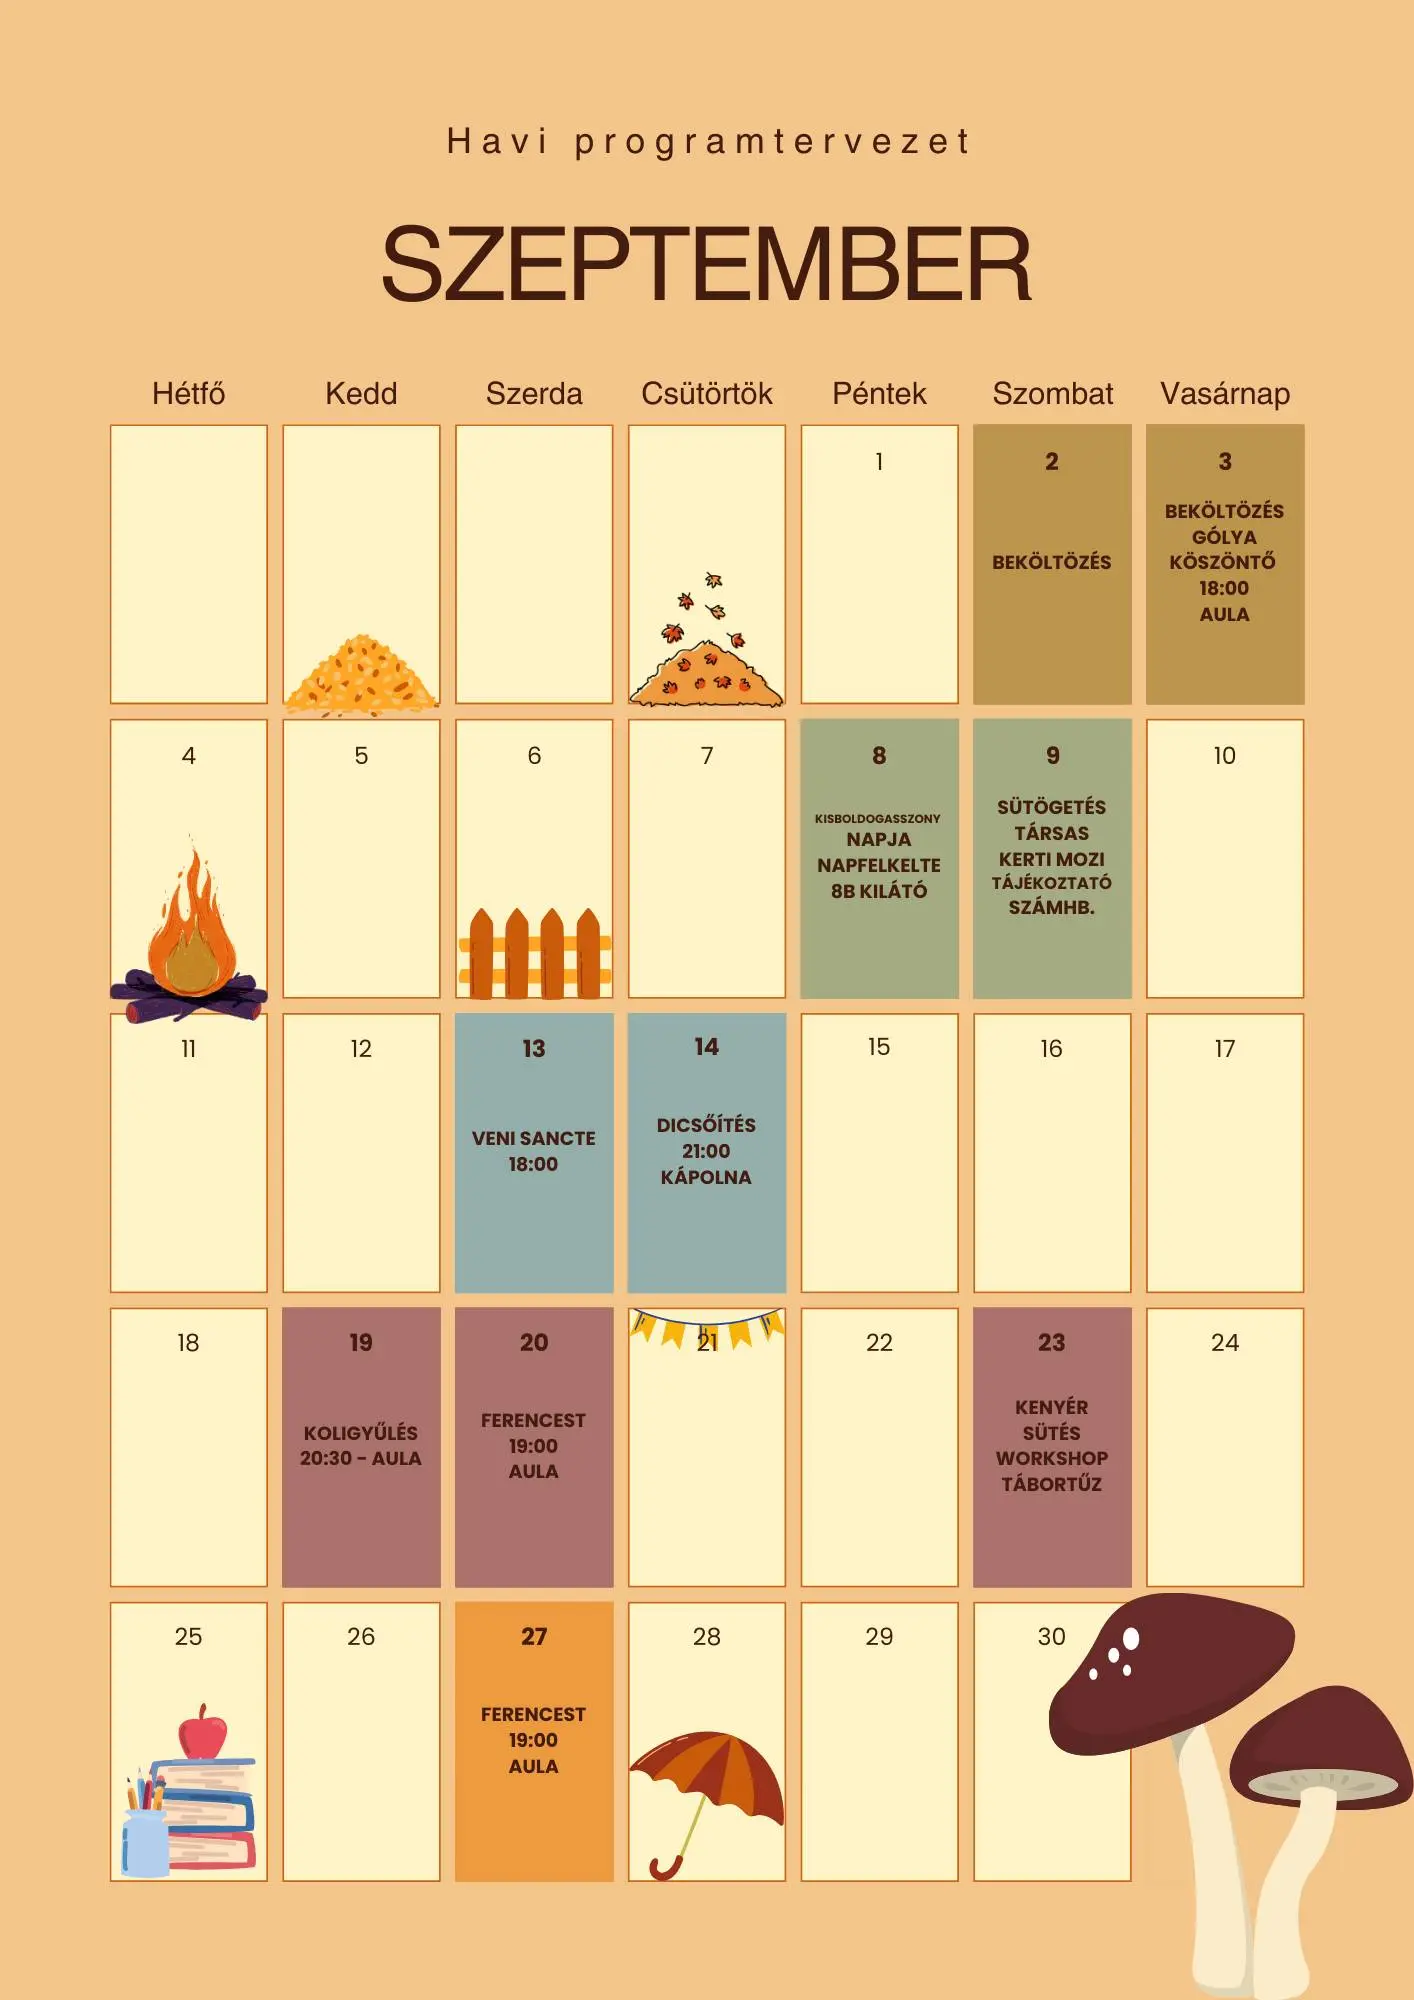 Havi programtervezet
SZEPTEMBER
Hétfő Kedd Szerda Csütörtök Péntek Szombat Vasárnap
1
2
BEKÖLTÖZÉS
3
BEKÖLTÖZÉS
GÓLYA
KÖSZÖNTŐ
18:00
AULA
4
5
6
7
8
KISBOLDOGASSZONY
NAPJA
NAPFELKELTE
8B KILÁTÓ
9
SÜTÖGETÉS
TÁRSAS
KERTI MOZI
TÁJÉKOZTATÓ
SZÁMHB.
10
11
12
13
VENI SANCTE
18:00
14
DICSŐÍTÉS
21:00
KÁPOLNA
15
16
17
18
19
KOLIGYŰLÉS
20:30 - AULA
20
FERENCEST
19:00
AULA
21
22
23
KENYÉR
SÜTÉS
WORKSHOP
TÁBORTŰZ
24
25
26
27
FERENCEST
19:00
AULA
28
29
30